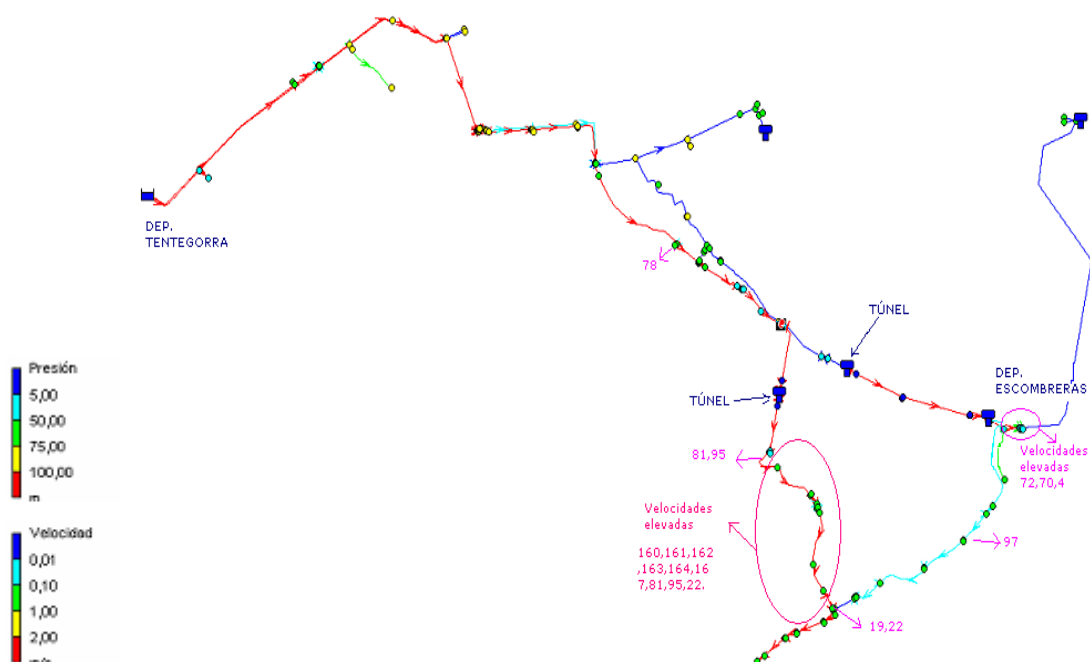 DEP.
TENTEGORRA
78
TÚNEL
DEP.
ESCOMBRERAS
TÚNEL
81,95
Velocidades
elevadas
72,70,4
Velocidades
elevadas
160,161,162
,163,164,16
7,81,95,22.
97
19,22
Presión
5,00
50,00
75,00
100,00
m
Velocidad
0,01
0,10
1,00
2,00